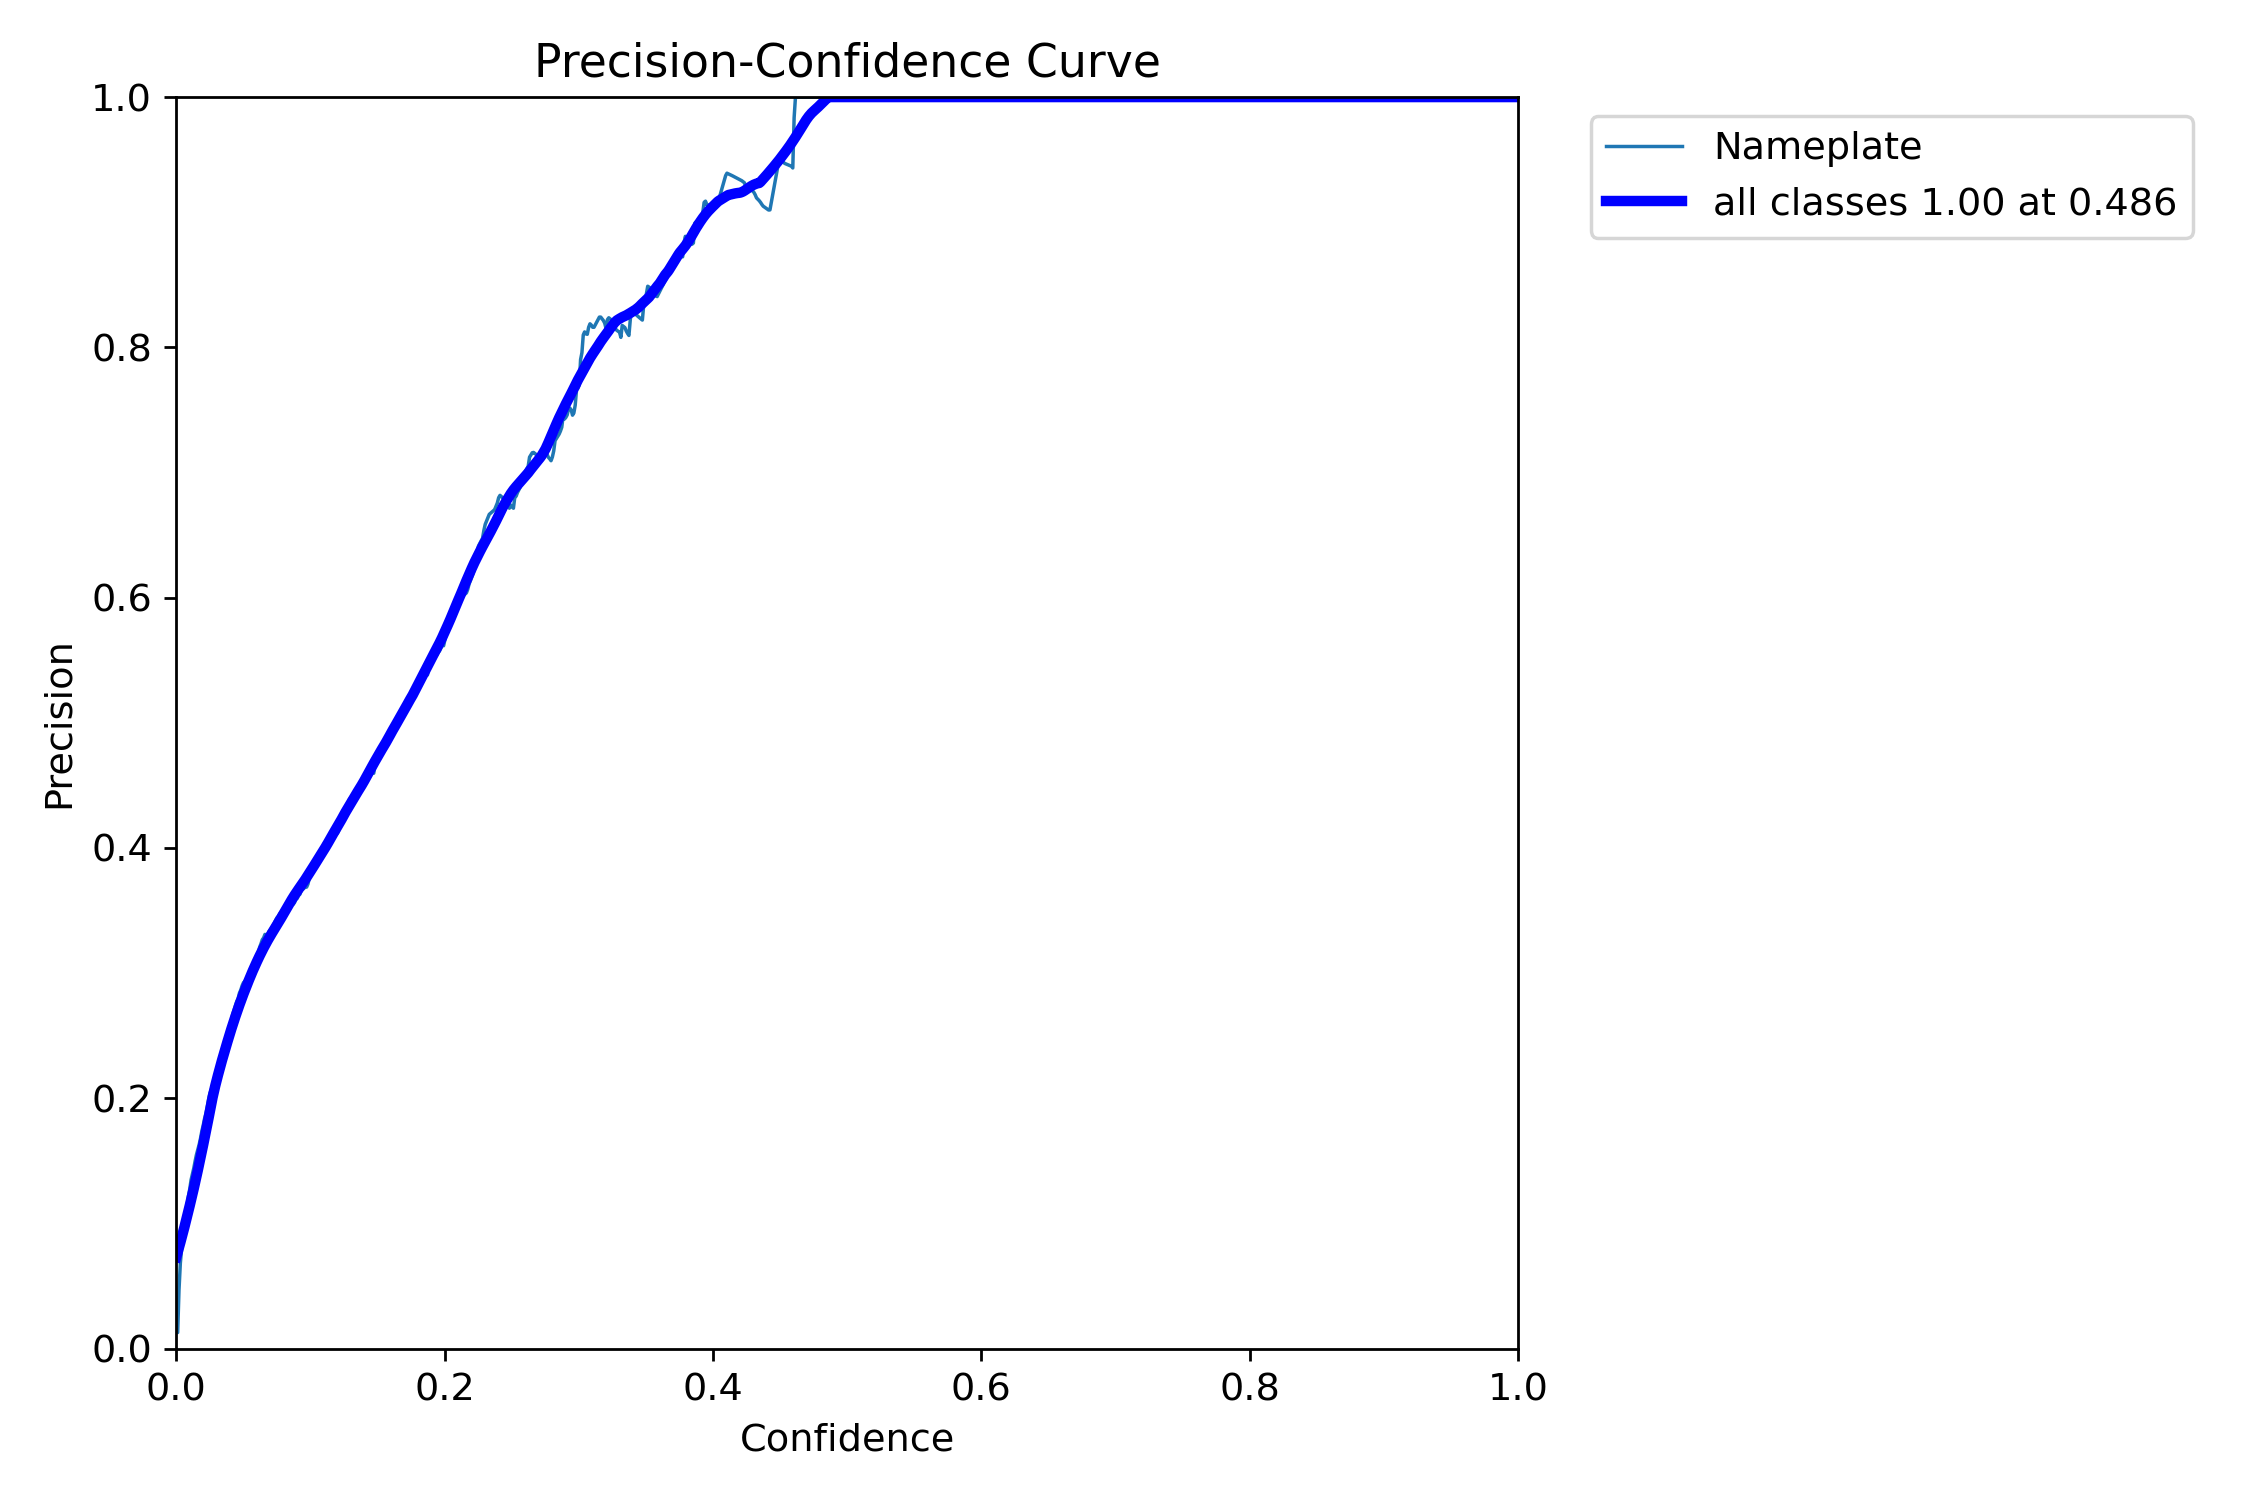 Precision-Confidence Curve
1.0
0.8
0.6
0.4
0.2
0.0
Precision
0.0 0.2 0.4 0.6 0.8 1.0
Confidence
Nameplate
all classes 1.00 at 0.486